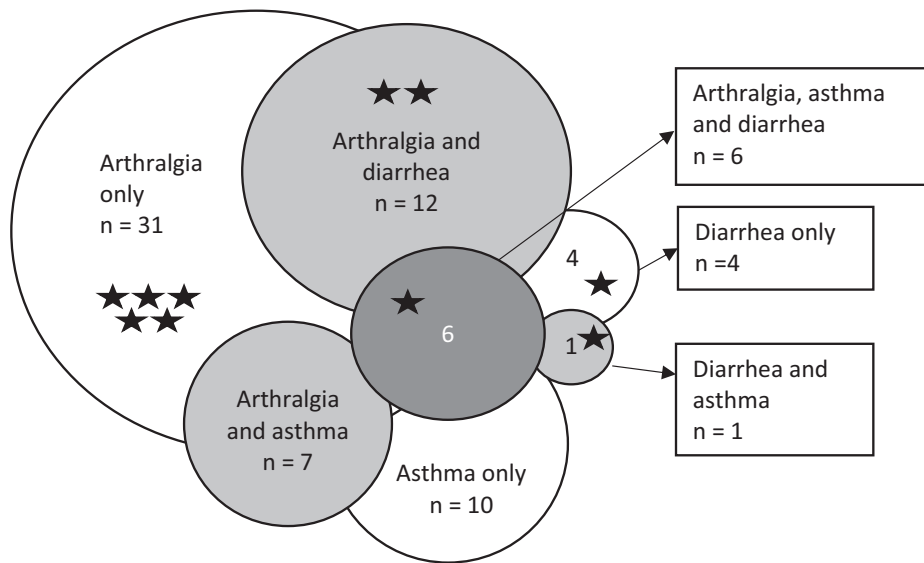 Arthralgia
only
n = 31
Arthralgia and
diarrhea
n = 12
Arthralgia, asthma
and diarrhea
n = 6
4
Diarrhea only
n =4
6
1
Diarrhea and
asthma
n = 1
Arthralgia
and asthma
n = 7
Asthma only
n = 10